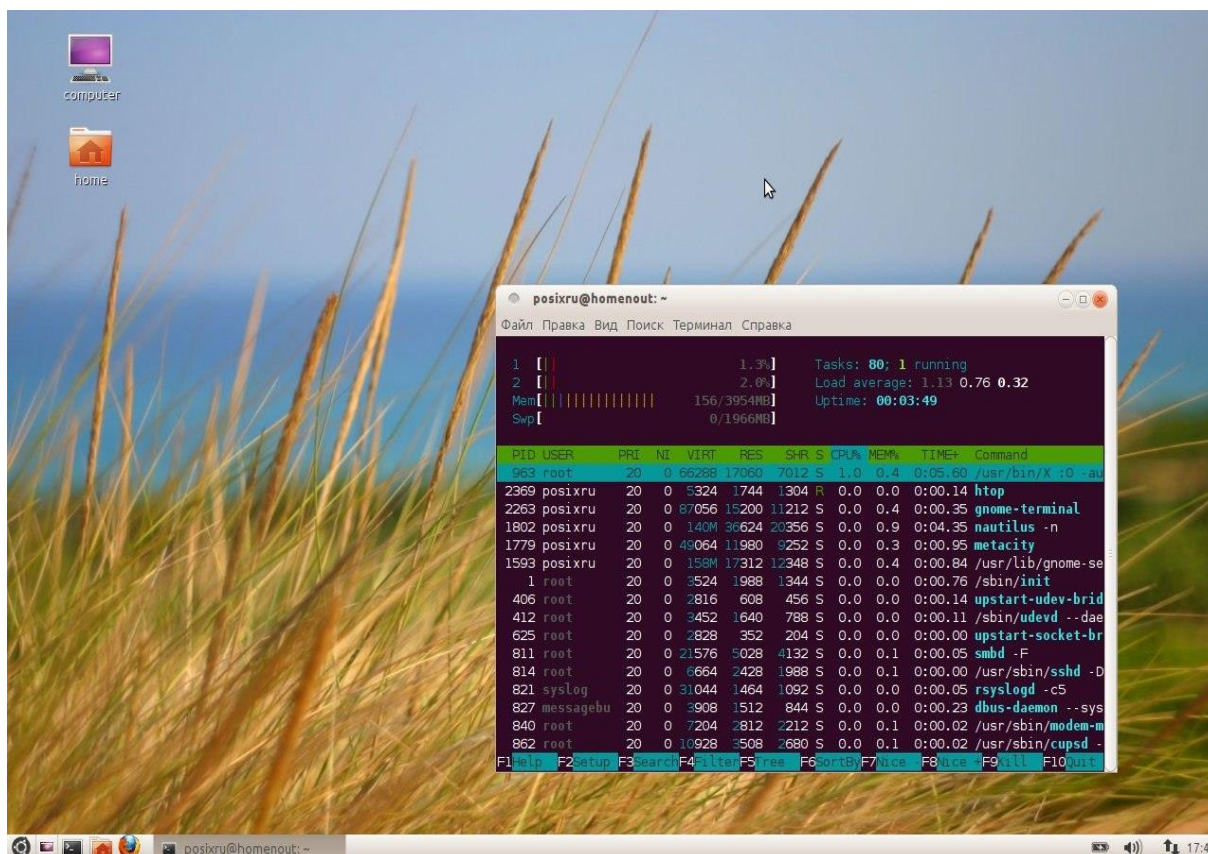 computer
home
posixru@homenout: ~
Файл Правка Вид Поиск Терминал Справка
1 [|| 1.3%] Tasks: 80; 1 running
2 [|| 2.0%] Load average: 1.13 0.76 0.32
Mem[||||||||||||| 156/3954MB] Uptime: 00:03:49
Swp[ 0/1966MB]
PID USER PRI NI VIRT RES SHR S CPU% MEM% TIME+ Command
963 root 20 0 66288 17060 7012 S 1.0 0.4 0:05.60 /usr/bin/X :0 -au
2369 posixru 20 0 5324 1744 1304 R 0.0 0.0 0:00.14 htop
2263 posixru 20 0 87056 15200 11212 S 0.0 0.4 0:00.35 gnome-terminal
1802 posixru 20 0 140M 36624 20356 S 0.0 0.9 0:04.35 nautilus -n
1779 posixru 20 0 49064 11980 9252 S 0.0 0.3 0:00.95 metacity
1593 posixru 20 0 158M 17312 12348 S 0.0 0.4 0:00.84 /usr/lib/gnome-se
1 root 20 0 3524 1988 1344 S 0.0 0.0 0:00.76 /sbin/init
406 root 20 0 2816 608 456 S 0.0 0.0 0:00.14 upstart-udev-brid
412 root 20 0 3452 1640 788 S 0.0 0.0 0:00.11 /sbin/udevd --dae
625 root 20 0 2828 352 204 S 0.0 0.0 0:00.00 upstart-socket-br
811 root 20 0 21576 5028 4132 S 0.0 0.1 0:00.05 smbd -F
814 root 20 0 6664 2428 1988 S 0.0 0.1 0:00.00 /usr/sbin/sshd -D
821 syslog 20 0 31044 1464 1092 S 0.0 0.0 0:00.05 rsyslogd -c5
827 messagebu 20 0 3908 1512 844 S 0.0 0.0 0:00.23 dbus-daemon --sys
840 root 20 0 7204 2812 2212 S 0.0 0.1 0:00.02 /usr/sbin/modem-m
862 root 20 0 10928 3508 2680 S 0.0 0.1 0:00.02 /usr/sbin/cupsd -
F1Help F2Setup F3SearchF4FilterF5Tree F6SortByF7Nice -F8Nice +F9Kill F10Quit
posixru@homenout: ~ 17:4